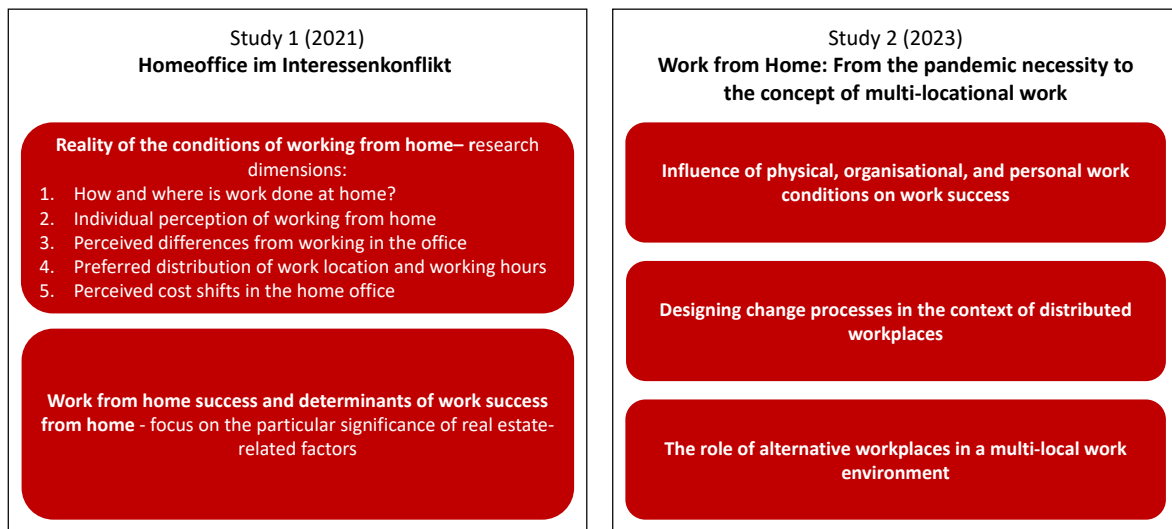 Study 1 (2021)
Homeoffice im Interessenkonflikt
Reality of the conditions of working from home– research
dimensions:
1. How and where is work done at home?
2. Individual perception of working from home
3. Perceived differences from working in the office
4. Preferred distribution of work location and working hours
5. Perceived cost shifts in the home office
Work from home success and determinants of work success
from home - focus on the particular significance of real estate-
related factors
Study 2 (2023)
Work from Home: From the pandemic necessity to
the concept of multi-locational work
Influence of physical, organisational, and personal work
conditions on work success
Designing change processes in the context of distributed
workplaces
The role of alternative workplaces in a multi-local work
environment